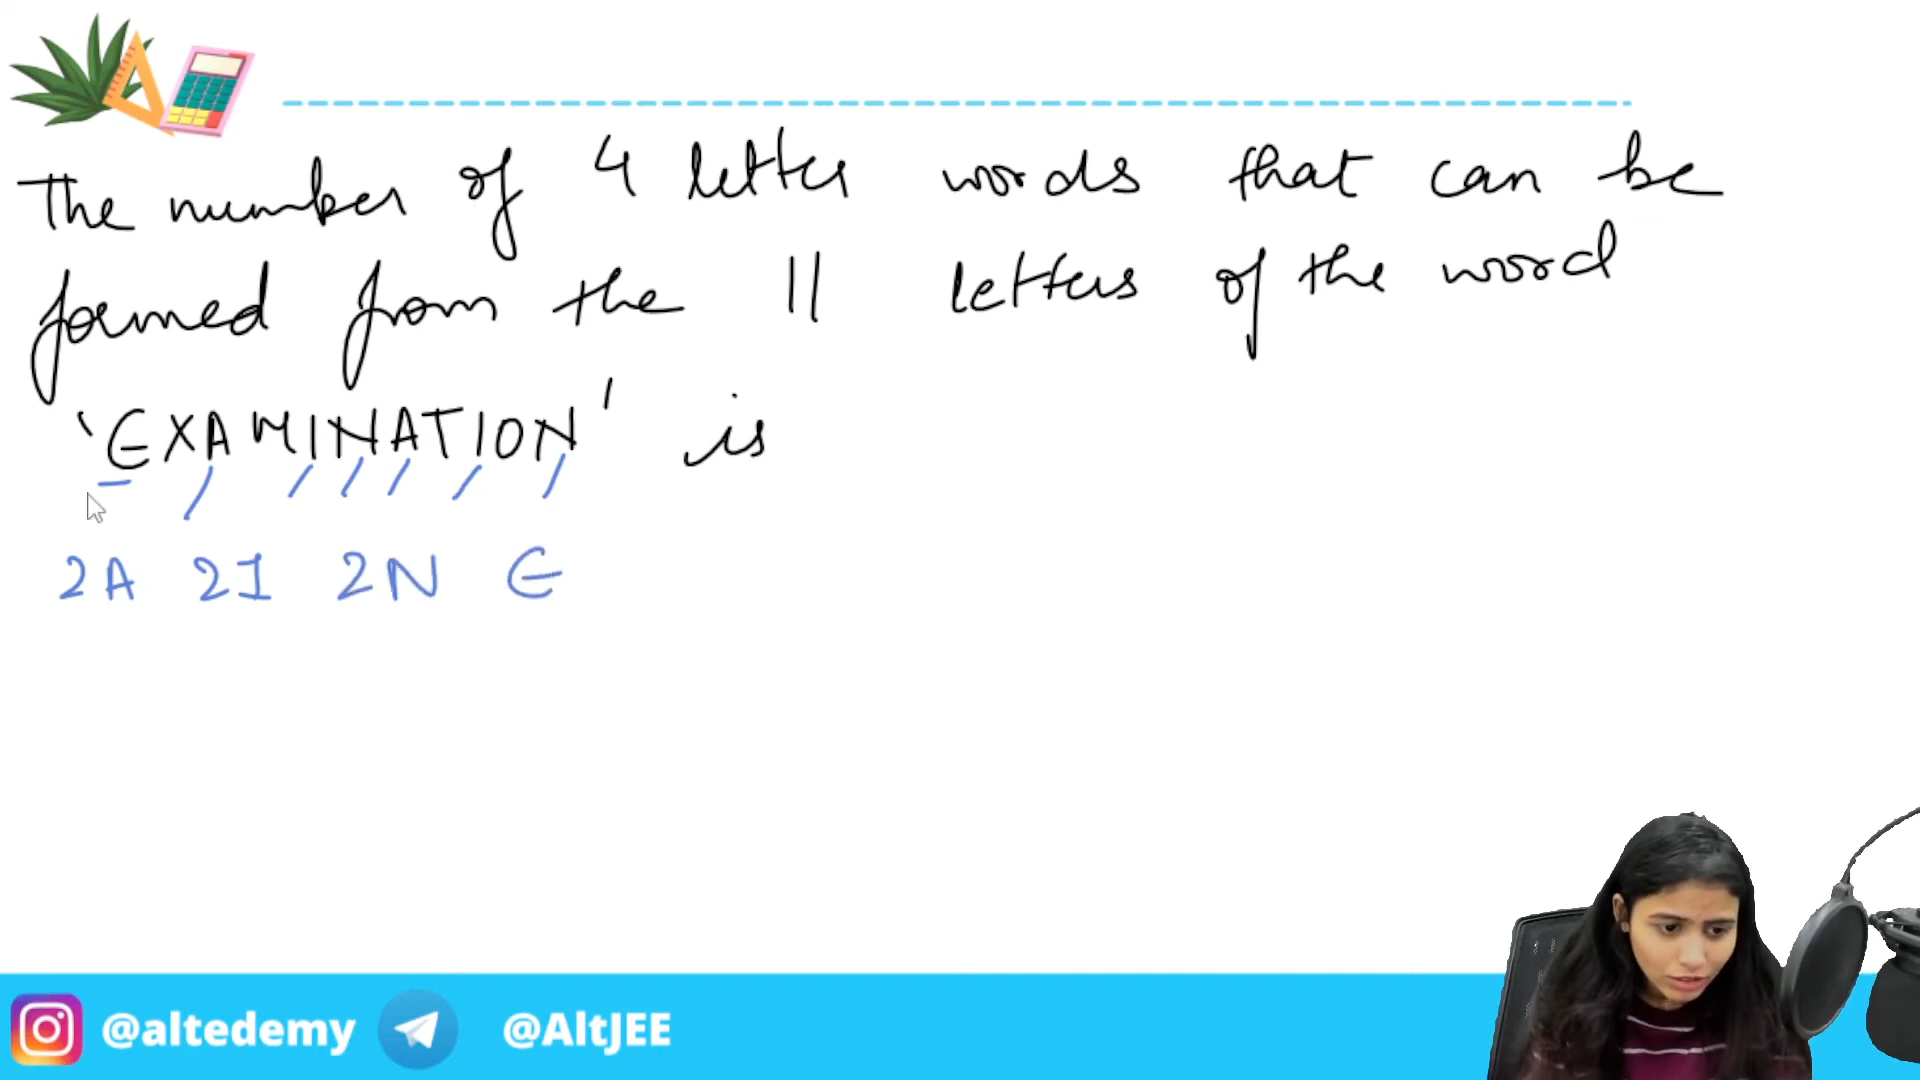 The number of 4 letter words that can be
formed from the 11 letters of the word
'EXAMINATION' is
2A 2I 2N E
@altedemy @AltJEE